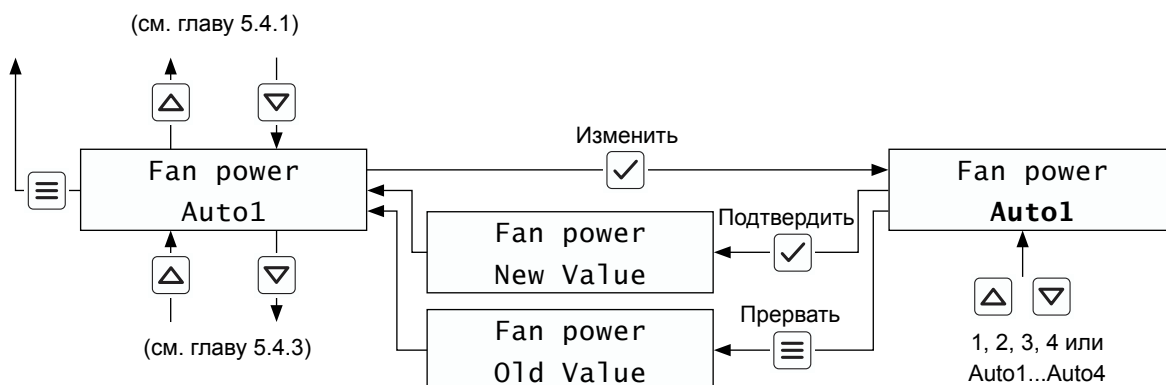 (см. главу 5.4.1)
Изменить
Fan power
Auto1
Fan power
Auto1
Подтвердить
Fan power
New Value
Прервать
Fan power
Old Value
(см. главу 5.4.3)
1, 2, 3, 4 или
Auto1...Auto4